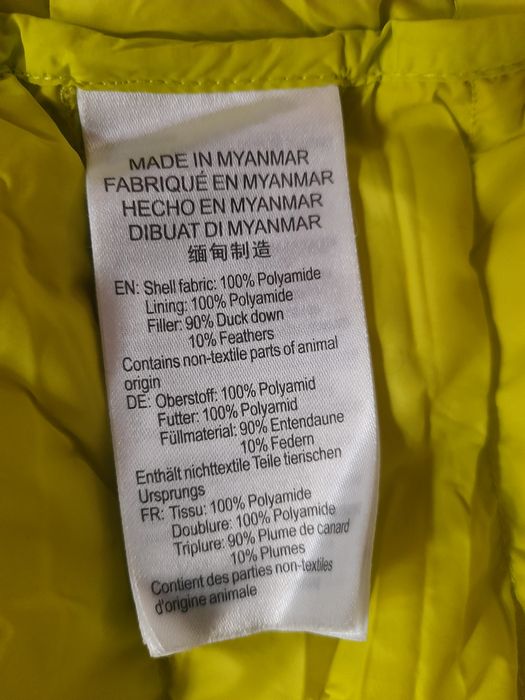 MADE IN MYANMAR
FABRIQUÉ EN MYANMAR
HECHO EN MYANMAR
DIBUAT DI MYANMAR
缅甸制造
EN: Shell fabric: 100% Polyamide
Lining: 100% Polyamide
Filler: 90% Duck down
10% Feathers
Contains non-textile parts of animal
origin
DE: Oberstoff: 100% Polyamid
Futter: 100% Polyamid
Füllmaterial: 90% Entendaune
10% Federn
Enthält nichttextile Teile tierischen
Ursprungs
FR: Tissu: 100% Polyamide
Doublure: 100% Polyamide
Triplure: 90% Plume de canard
10% Plumes
Contient des parties non-textiles
d'origine animale